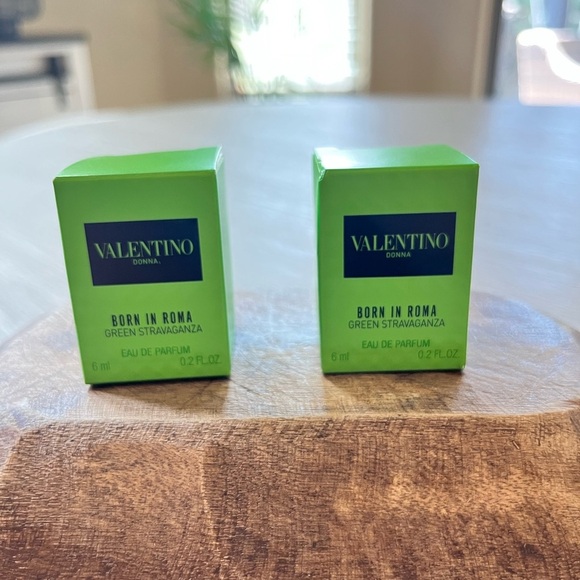 VALENTINO
DONNA.
BORN IN ROMA
GREEN STRAVAGANZA
EAU DE PARFUM
6 ml 0.2 FL.OZ
VALENTINO
DONNA
BORN IN ROMA
GREEN STRAVAGANZA
EAU DE PARFUM
6 ml 0.2 FL.OZ